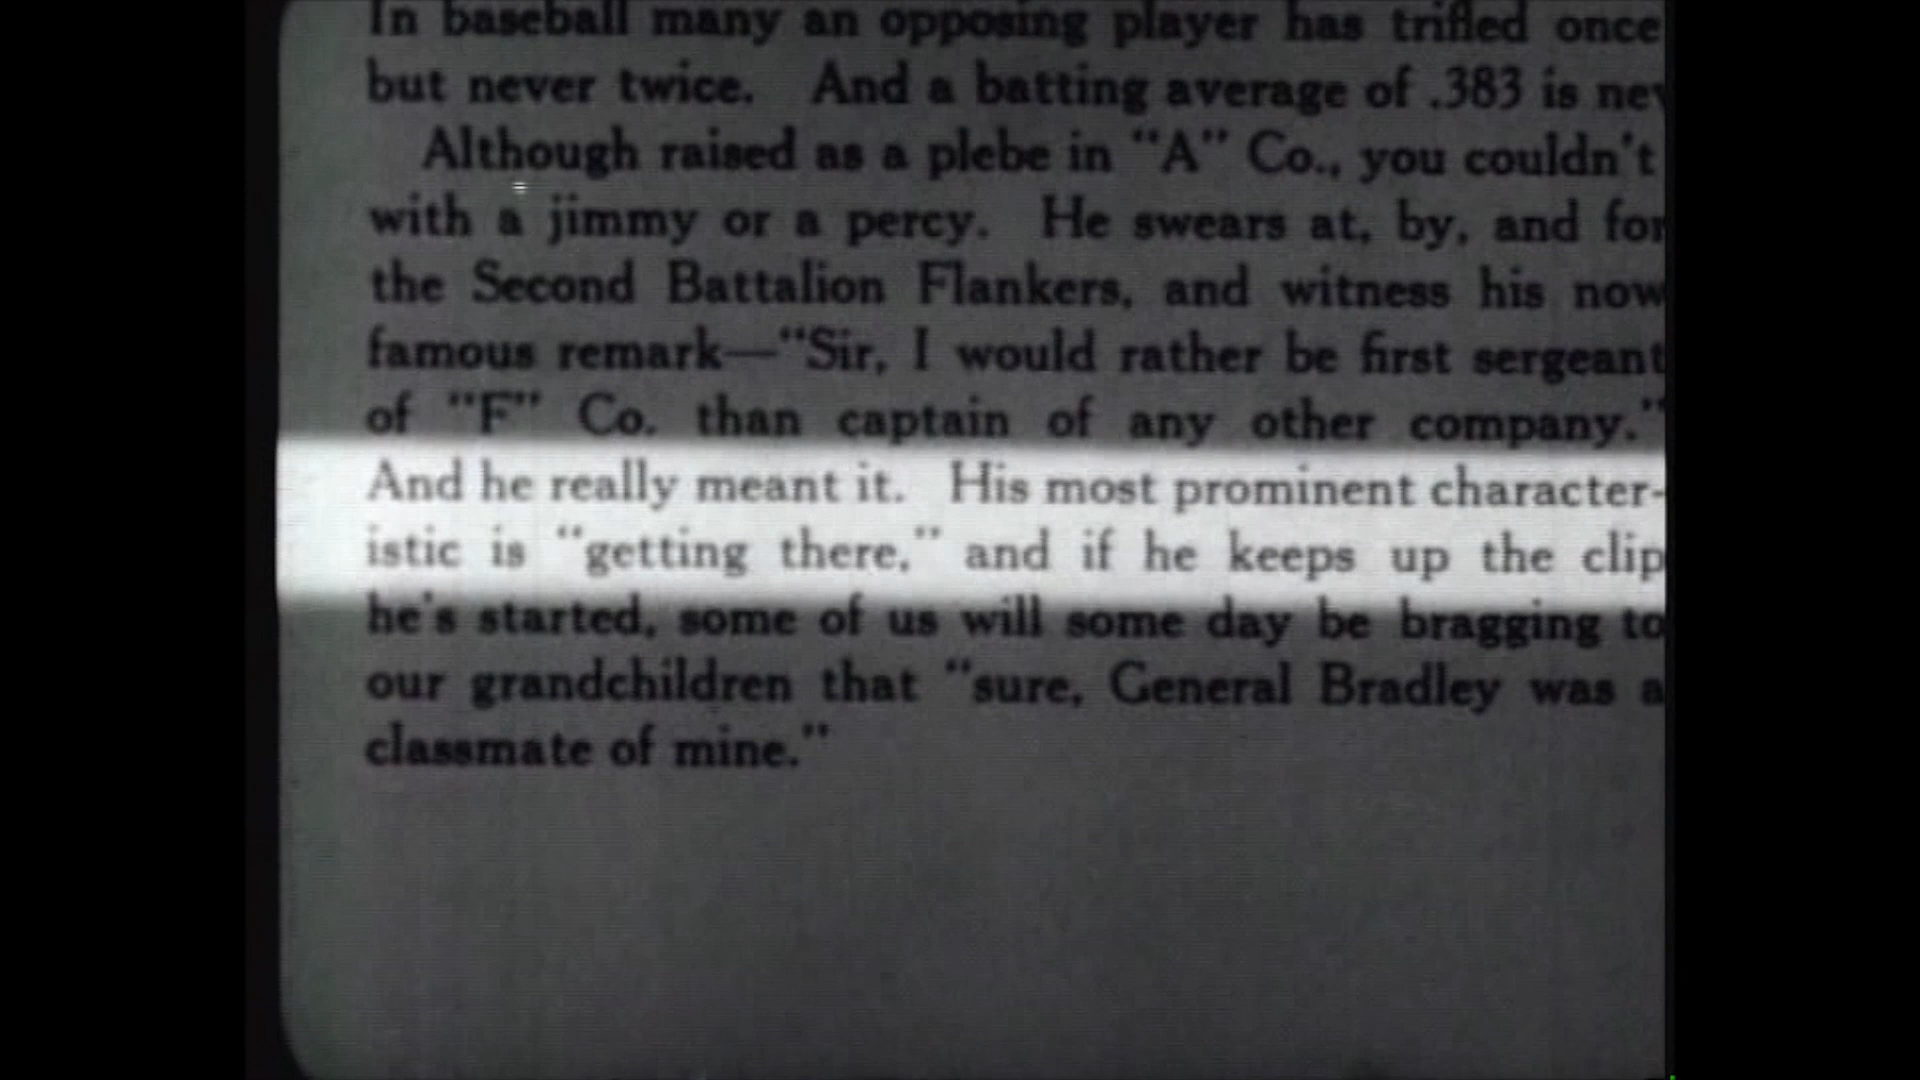 In baseball many an opposing player has trifled once
but never twice. And a batting average of .383 is
Although raised as a plebe in "A" Co., you couldn't
with a jimmy or a percy. He swears at, by, and for
the Second Battalion Flankers, and witness his now
famous remark—"Sir, I would rather be first sergeant
of "F" Co. than captain of any other company."
And he really meant it. His most prominent character-
istic is "getting there," and if he keeps up the clip
he's started, some of us will some day be bragging to
our grandchildren that "sure, General Bradley was a
classmate of mine."